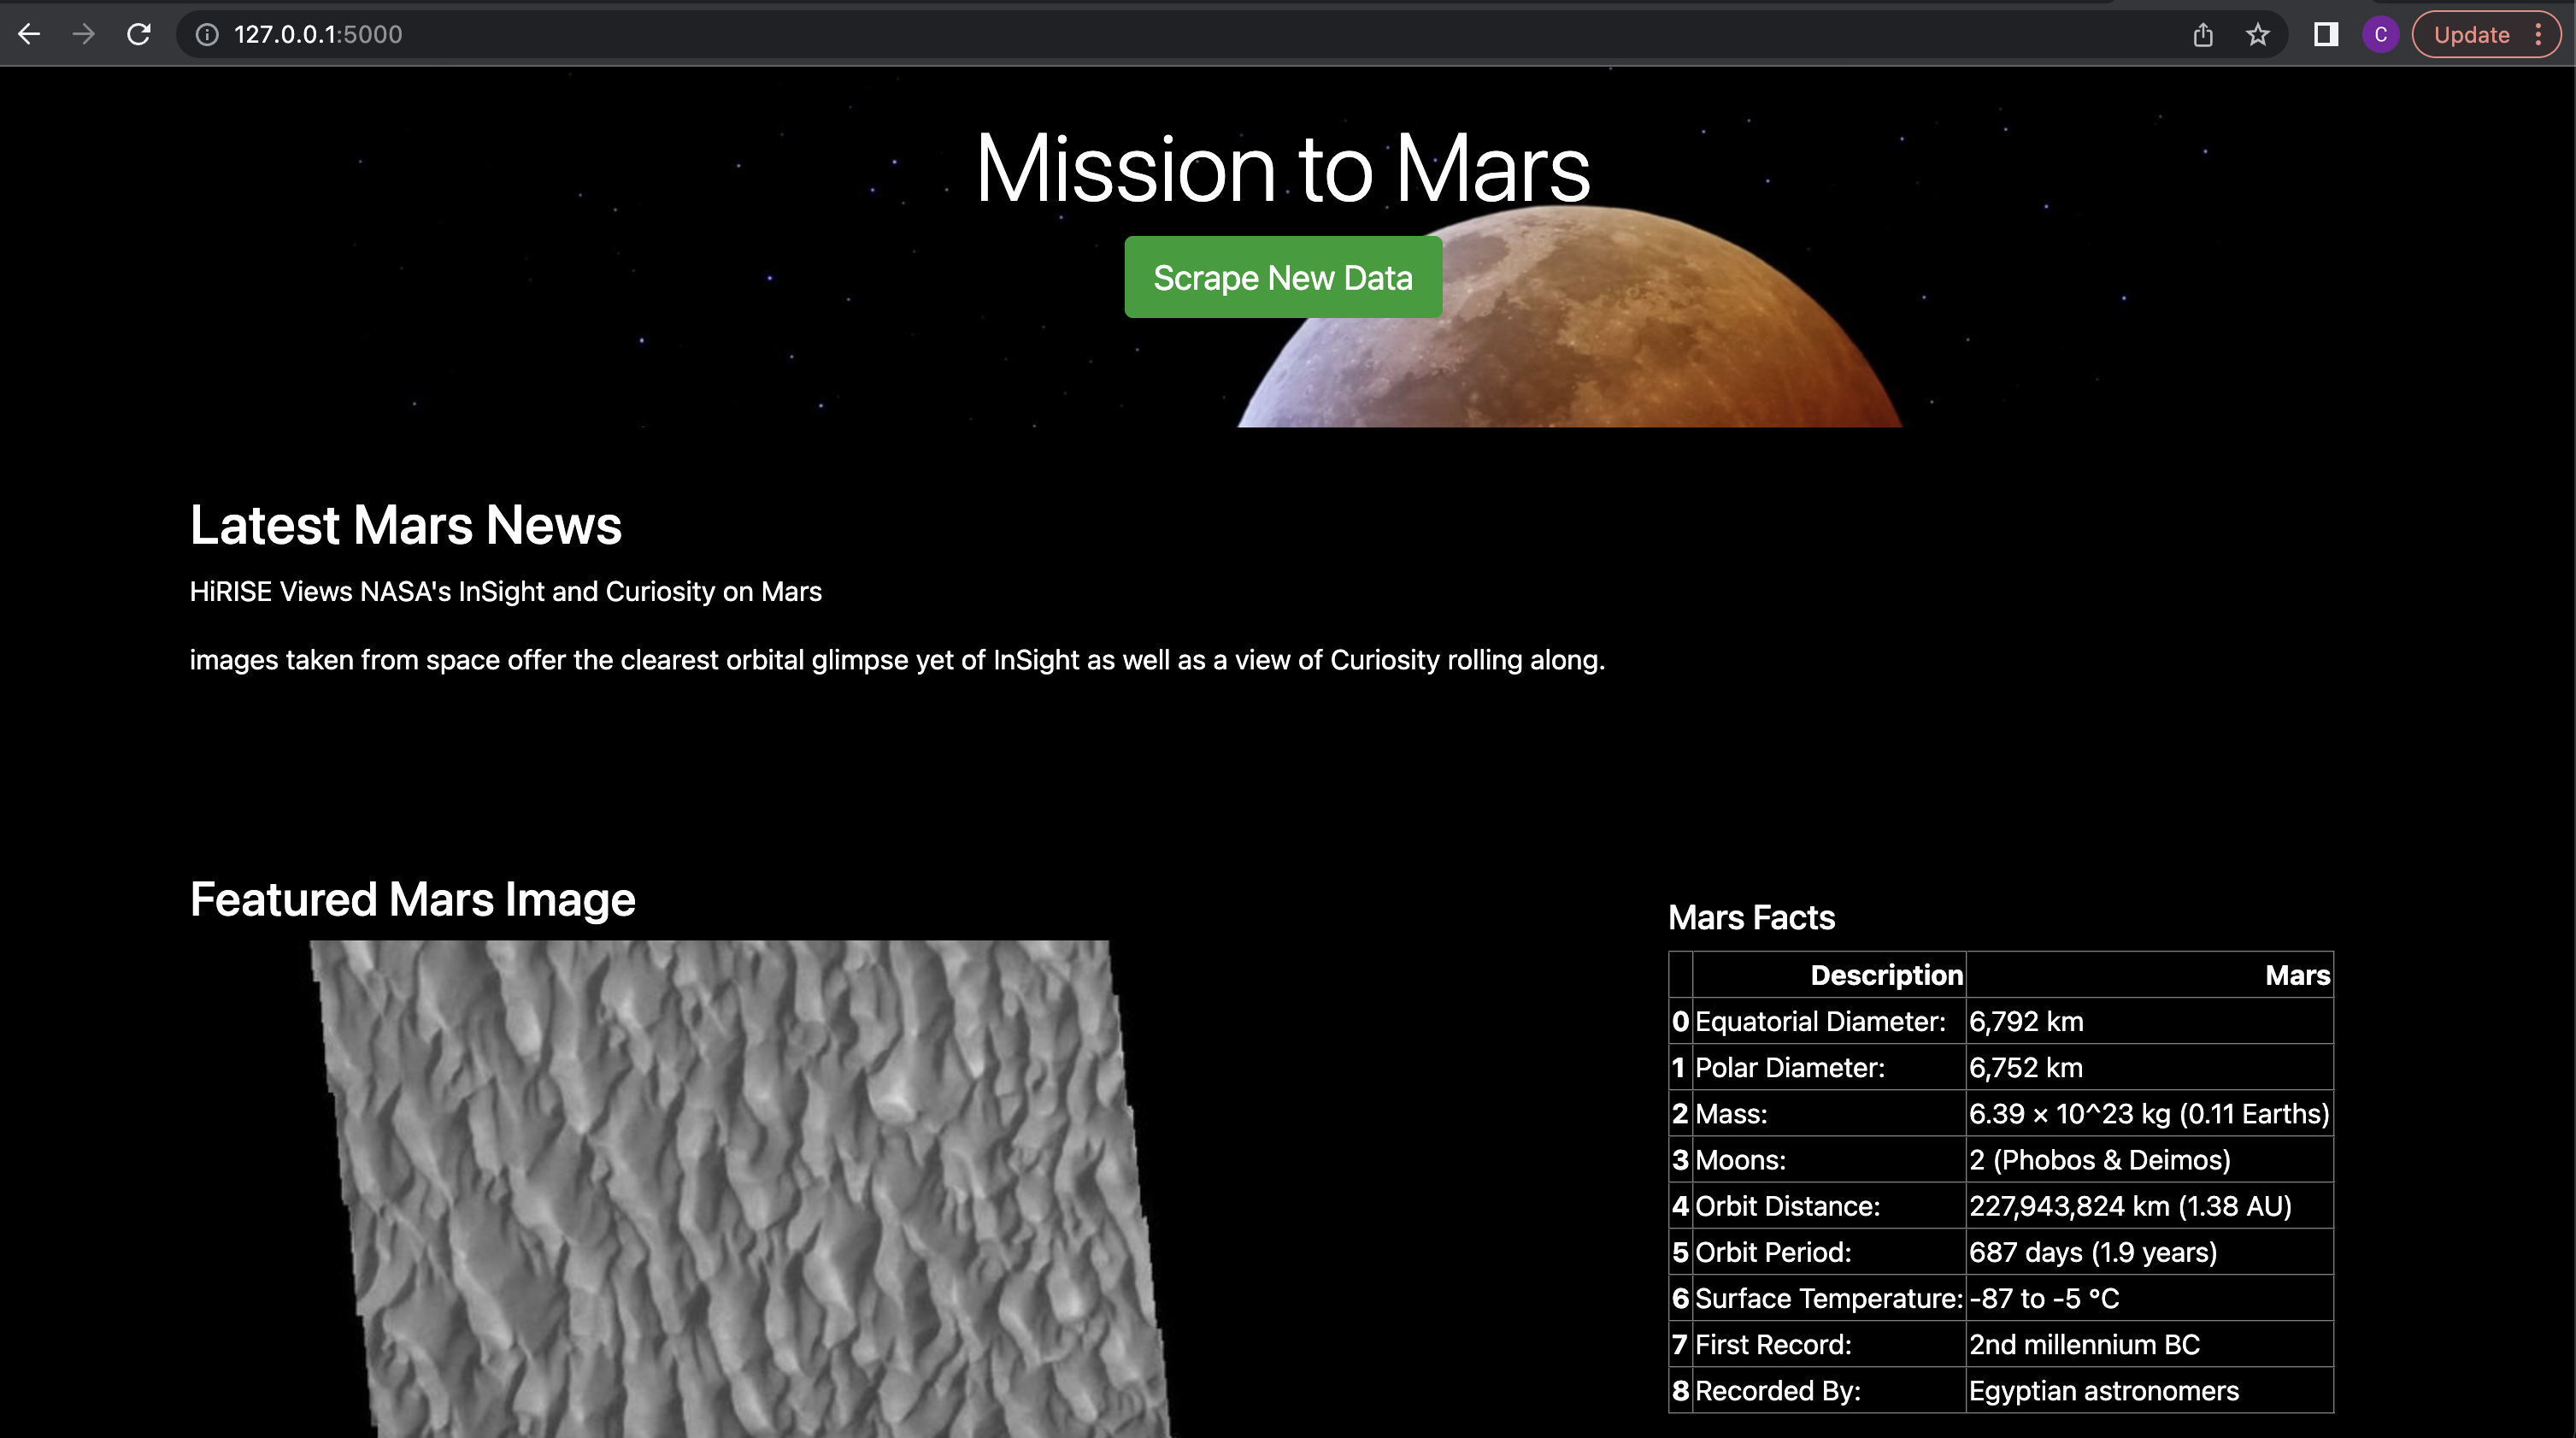 127.0.0.1:5000
C
Update
Mission to Mars
Scrape New Data
Latest Mars News
HiRISE Views NASA's InSight and Curiosity on Mars
images taken from space offer the clearest orbital glimpse yet of InSight as well as a view of Curiosity rolling along.
Featured Mars Image
Mars Facts
Description Mars
0 Equatorial Diameter: 6,792 km
1 Polar Diameter: 6,752 km
2 Mass: 6.39 × 10^23 kg (0.11 Earths)
3 Moons: 2 (Phobos & Deimos)
4 Orbit Distance: 227,943,824 km (1.38 AU)
5 Orbit Period: 687 days (1.9 years)
6 Surface Temperature: -87 to -5 °C
7 First Record: 2nd millennium BC
8 Recorded By: Egyptian astronomers